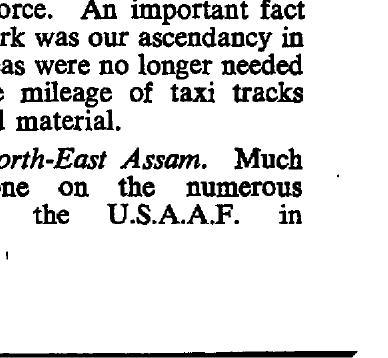 orce. An important fact
rk was our ascendancy in
eas were no longer needed
e mileage of taxi tracks
l material.
orth-East Assam. Much
ne on the numerous
the U.S.A.A.F. in